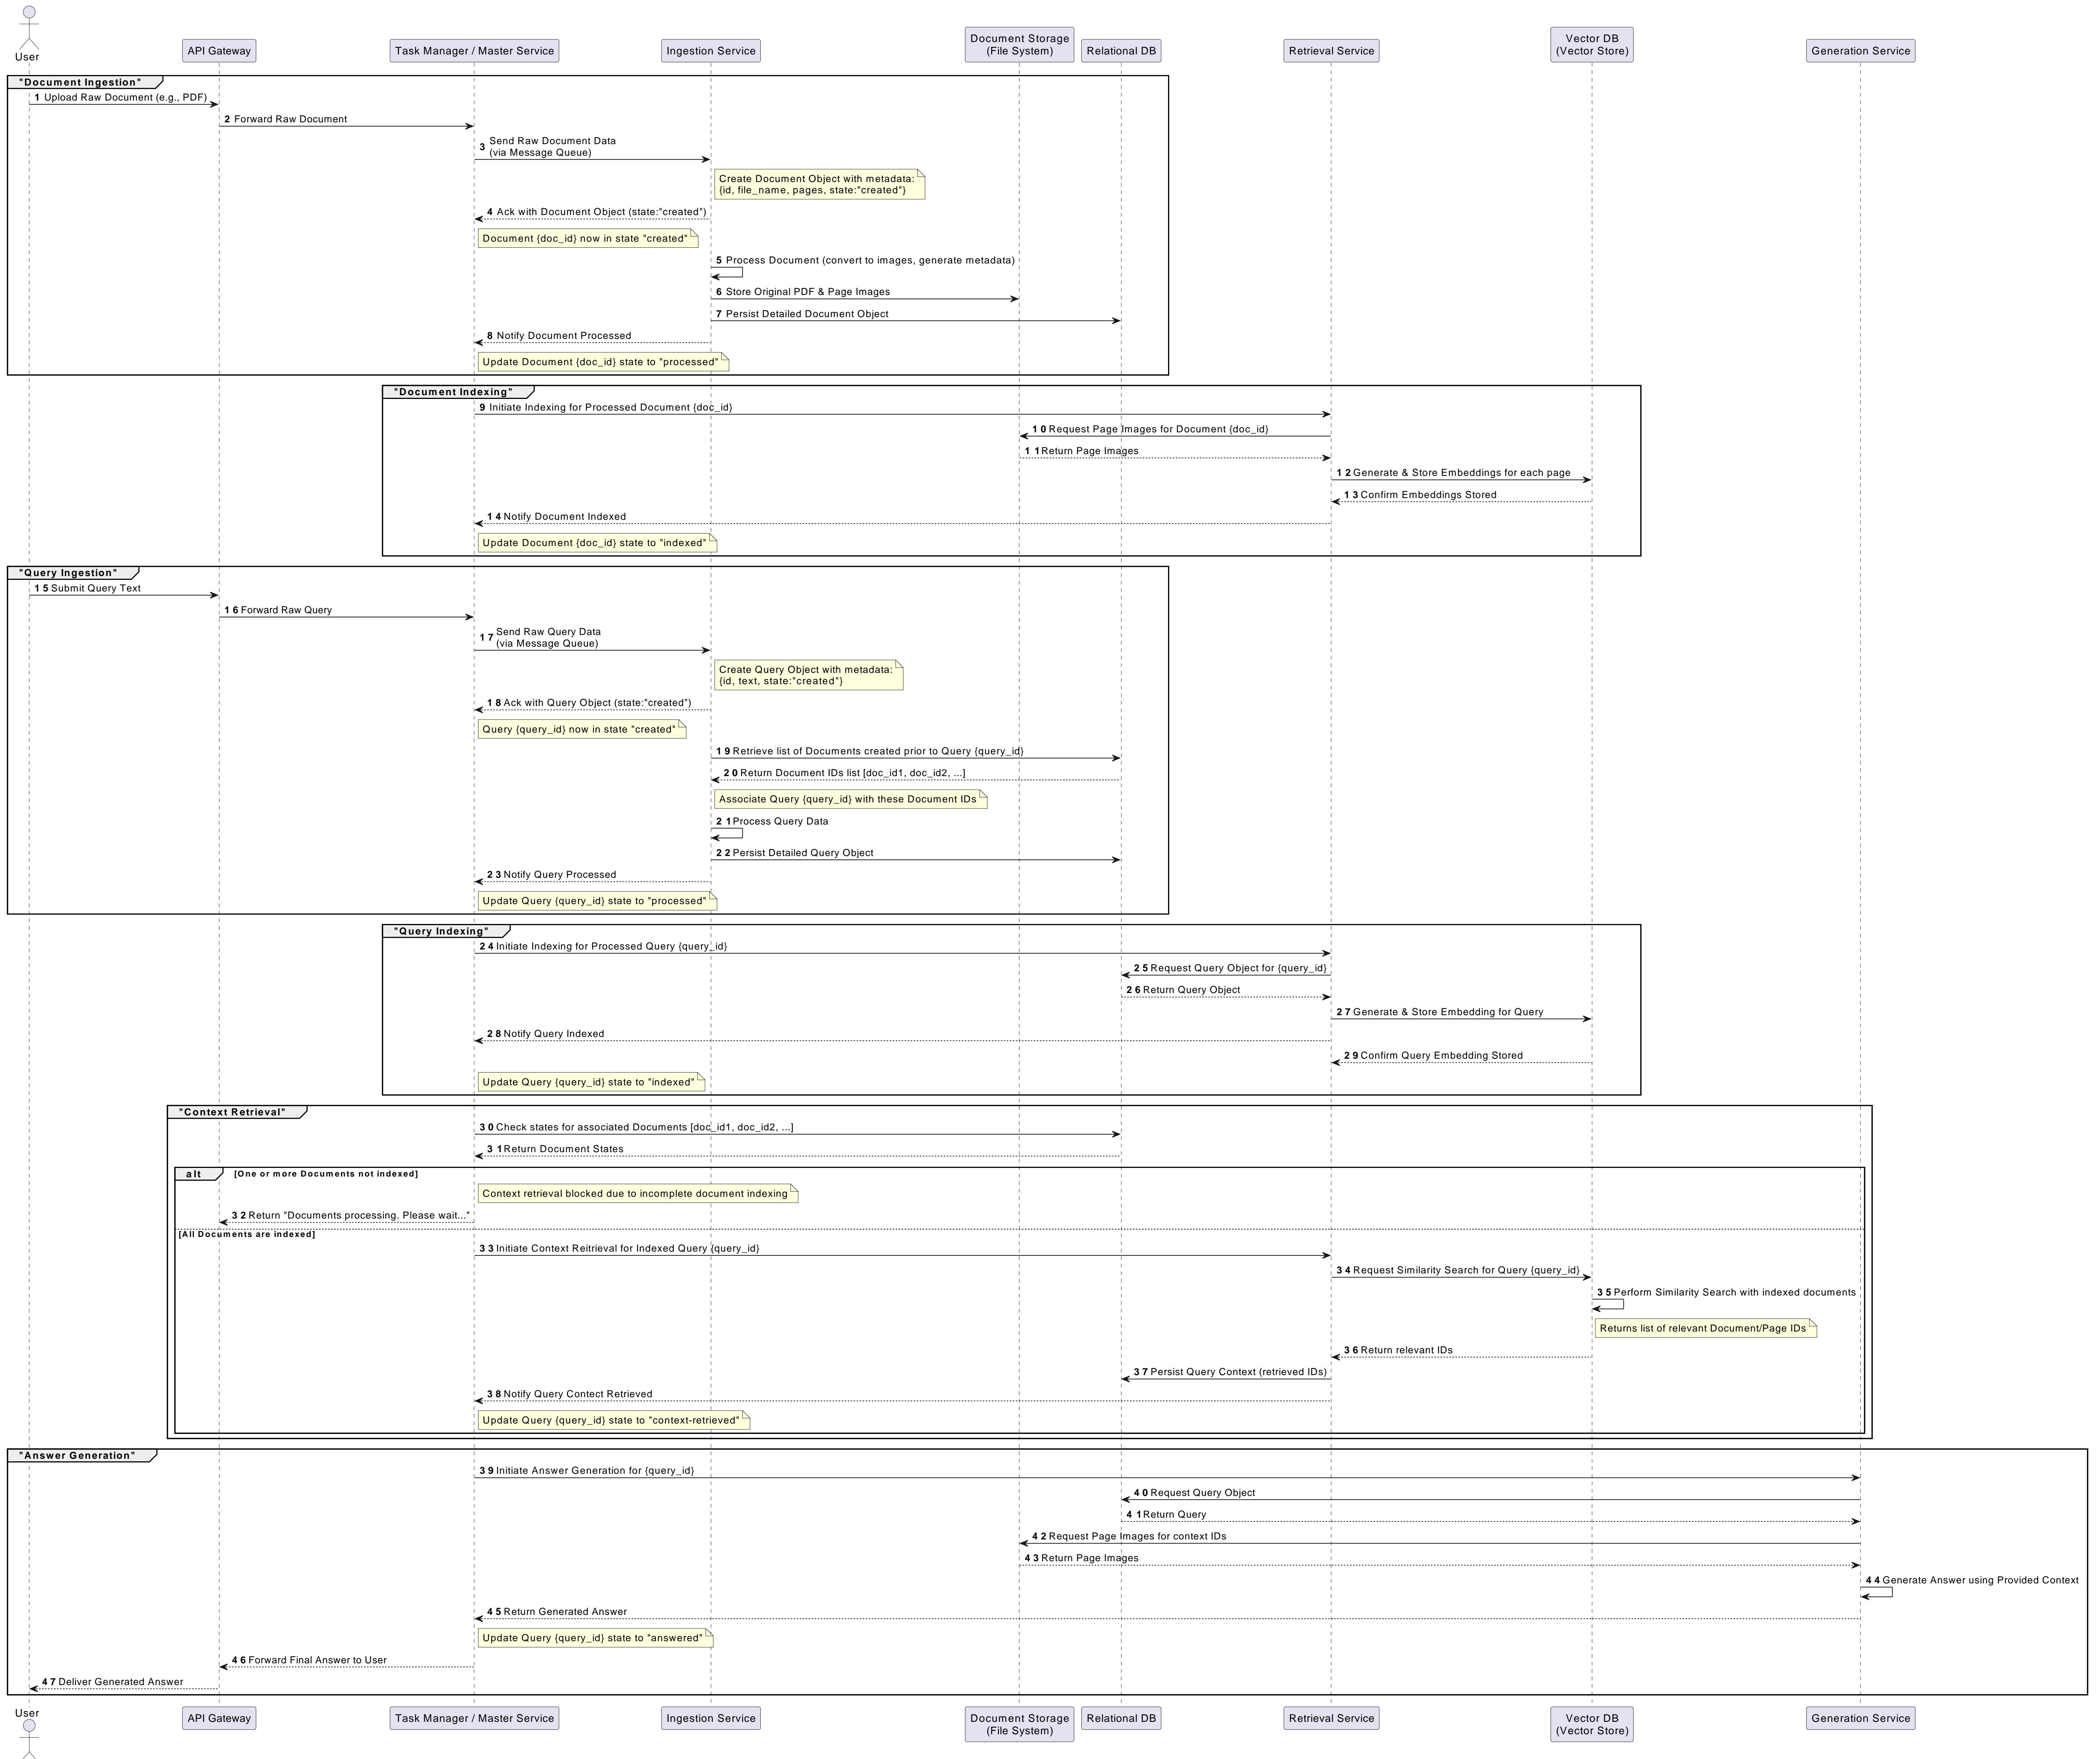 User
API Gateway
Task Manager / Master Service
Ingestion Service
Document Storage
(File System)
Relational DB
Retrieval Service
Vector DB
(Vector Store)
Generation Service
"Document Ingestion"
1 Upload Raw Document (e.g., PDF)
2 Forward Raw Document
3 Send Raw Document Data
(via Message Queue)
Create Document Object with metadata:
{id, file_name, pages, state:"created"}
4 Ack with Document Object (state:"created")
Document {doc_id} now in state "created"
5 Process Document (convert to images, generate metadata)
6 Store Original PDF & Page Images
7 Persist Detailed Document Object
8 Notify Document Processed
Update Document {doc_id} state to "processed"
"Document Indexing"
9 Initiate Indexing for Processed Document {doc_id}
10 Request Page Images for Document {doc_id}
11 Return Page Images
12 Generate & Store Embeddings for each page
13 Confirm Embeddings Stored
14 Notify Document Indexed
Update Document {doc_id} state to "indexed"
"Query Ingestion"
15 Submit Query Text
16 Forward Raw Query
17 Send Raw Query Data
(via Message Queue)
Create Query Object with metadata:
{id, text, state:"created"}
18 Ack with Query Object (state:"created")
Query {query_id} now in state "created"
19 Retrieve list of Documents created prior to Query {query_id}
20 Return Document IDs list [doc_id1, doc_id2, ...]
Associate Query {query_id} with these Document IDs
21 Process Query Data
22 Persist Detailed Query Object
23 Notify Query Processed
Update Query {query_id} state to "processed"
"Query Indexing"
24 Initiate Indexing for Processed Query {query_id}
25 Request Query Object for {query_id}
26 Return Query Object
27 Generate & Store Embedding for Query
28 Notify Query Indexed
29 Confirm Query Embedding Stored
Update Query {query_id} state to "indexed"
"Context Retrieval"
30 Check states for associated Documents [doc_id1, doc_id2, ...]
31 Return Document States
alt [One or more Documents not indexed]
Context retrieval blocked due to incomplete document indexing
32 Return "Documents processing. Please wait..."
[All Documents are indexed]
33 Initiate Context Reitrieval for Indexed Query {query_id}
34 Request Similarity Search for Query {query_id}
35 Perform Similarity Search with indexed documents
Returns list of relevant Document/Page IDs
36 Return relevant IDs
37 Persist Query Context (retrieved IDs)
38 Notify Query Contect Retrieved
Update Query {query_id} state to "context-retrieved"
"Answer Generation"
39 Initiate Answer Generation for {query_id}
40 Request Query Object
41 Return Query
42 Request Page Images for context IDs
43 Return Page Images
44 Generate Answer using Provided Context
45 Return Generated Answer
Update Query {query_id} state to "answered"
46 Forward Final Answer to User
47 Deliver Generated Answer
User
API Gateway
Task Manager / Master Service
Ingestion Service
Document Storage
(File System)
Relational DB
Retrieval Service
Vector DB
(Vector Store)
Generation Service